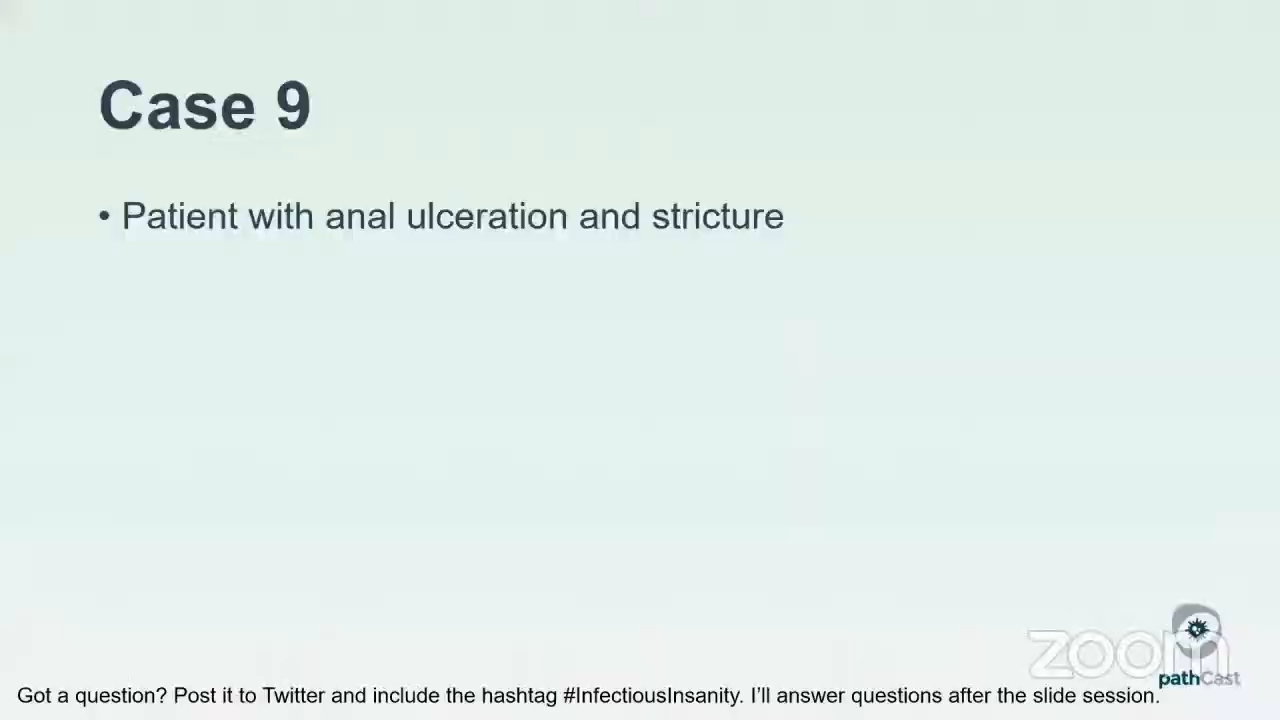 Case 9
• Patient with anal ulceration and stricture
zoom
pathCast
Got a question? Post it to Twitter and include the hashtag #InfectiousInsanity. I’ll answer questions after the slide session.